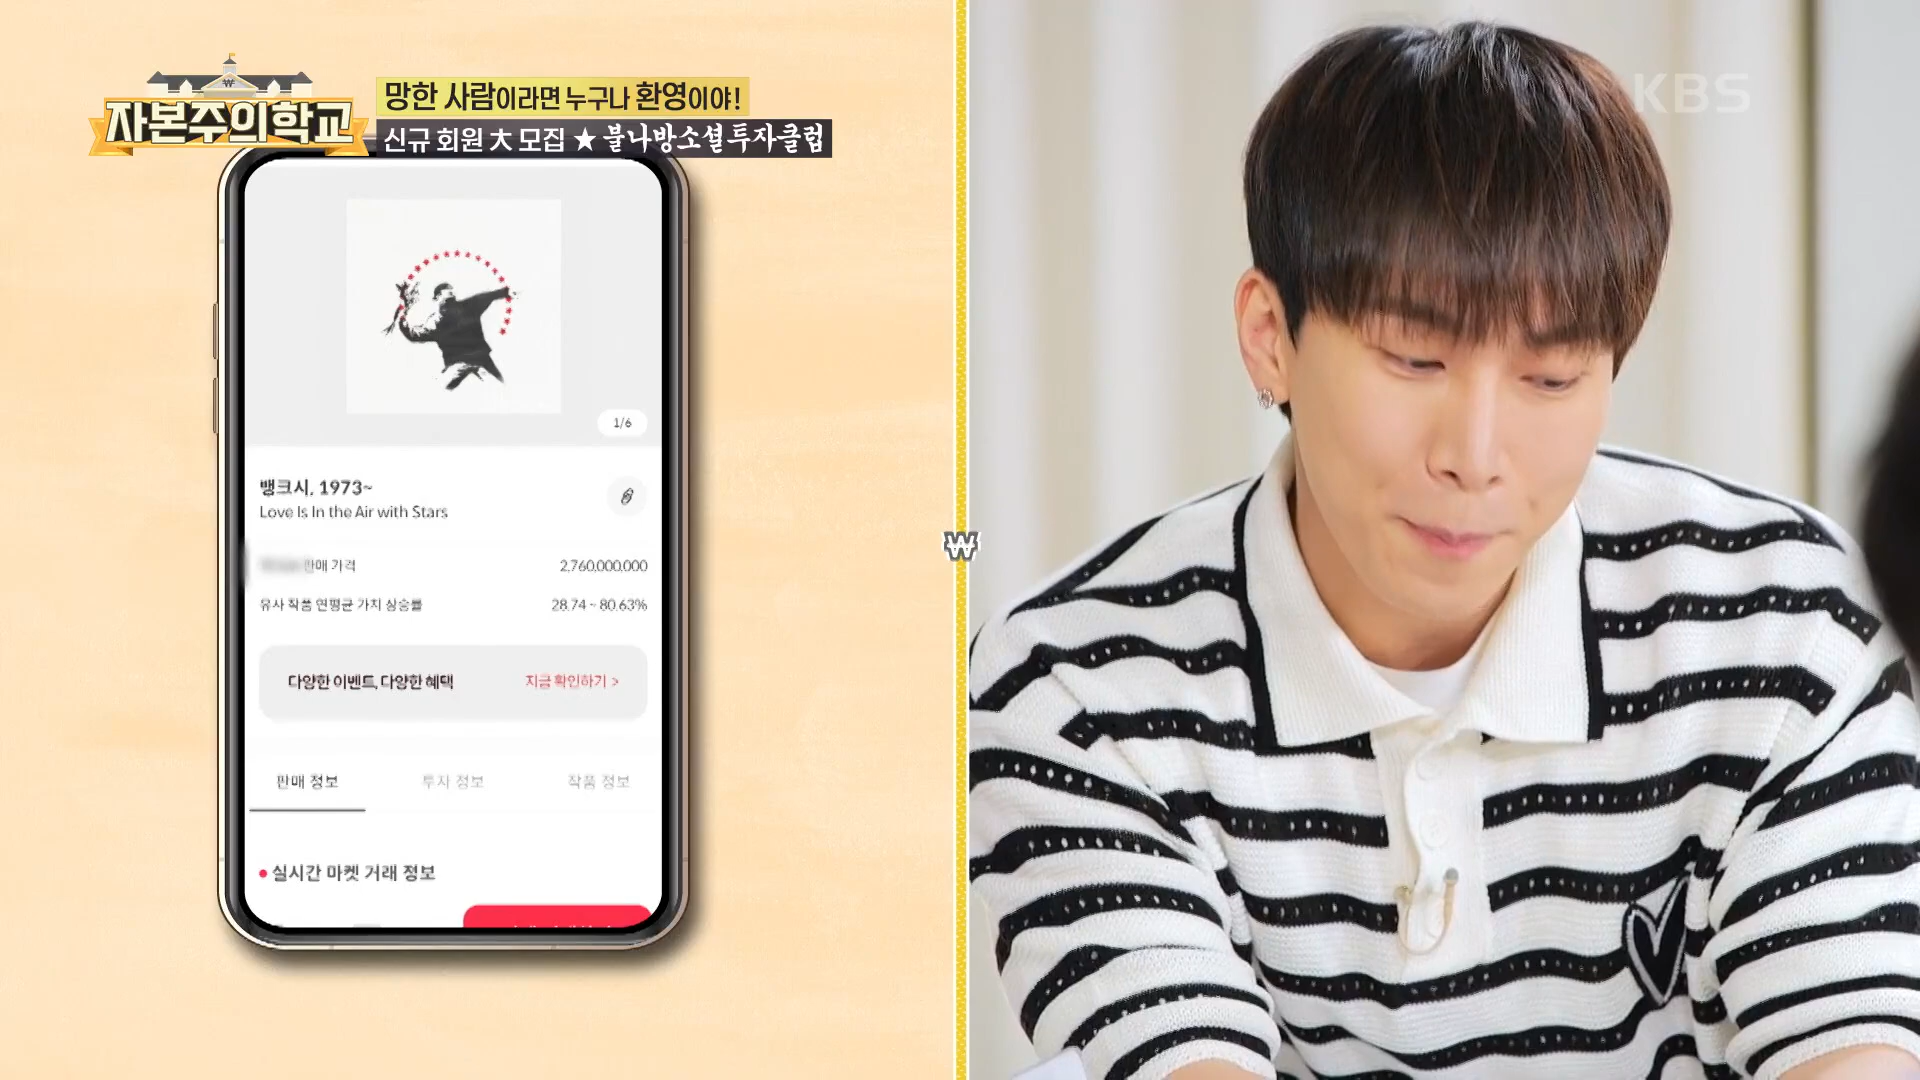 자본주의학교
망한 사람이라면 누구나 환영이야!
신규 회원 大 모집 ★ 불나방소셜투자클럽
KBS
1/6
뱅크시, 1973~
Love Is In the Air with Stars
판매 가격 2,760,000,000
유사 작품 연평균 가치 상승률 28.74 ~ 80.63%
다양한 이벤트, 다양한 혜택 지금 확인하기 >
판매 정보 투자 정보 작품 정보
실시간 마켓 거래 정보
₩